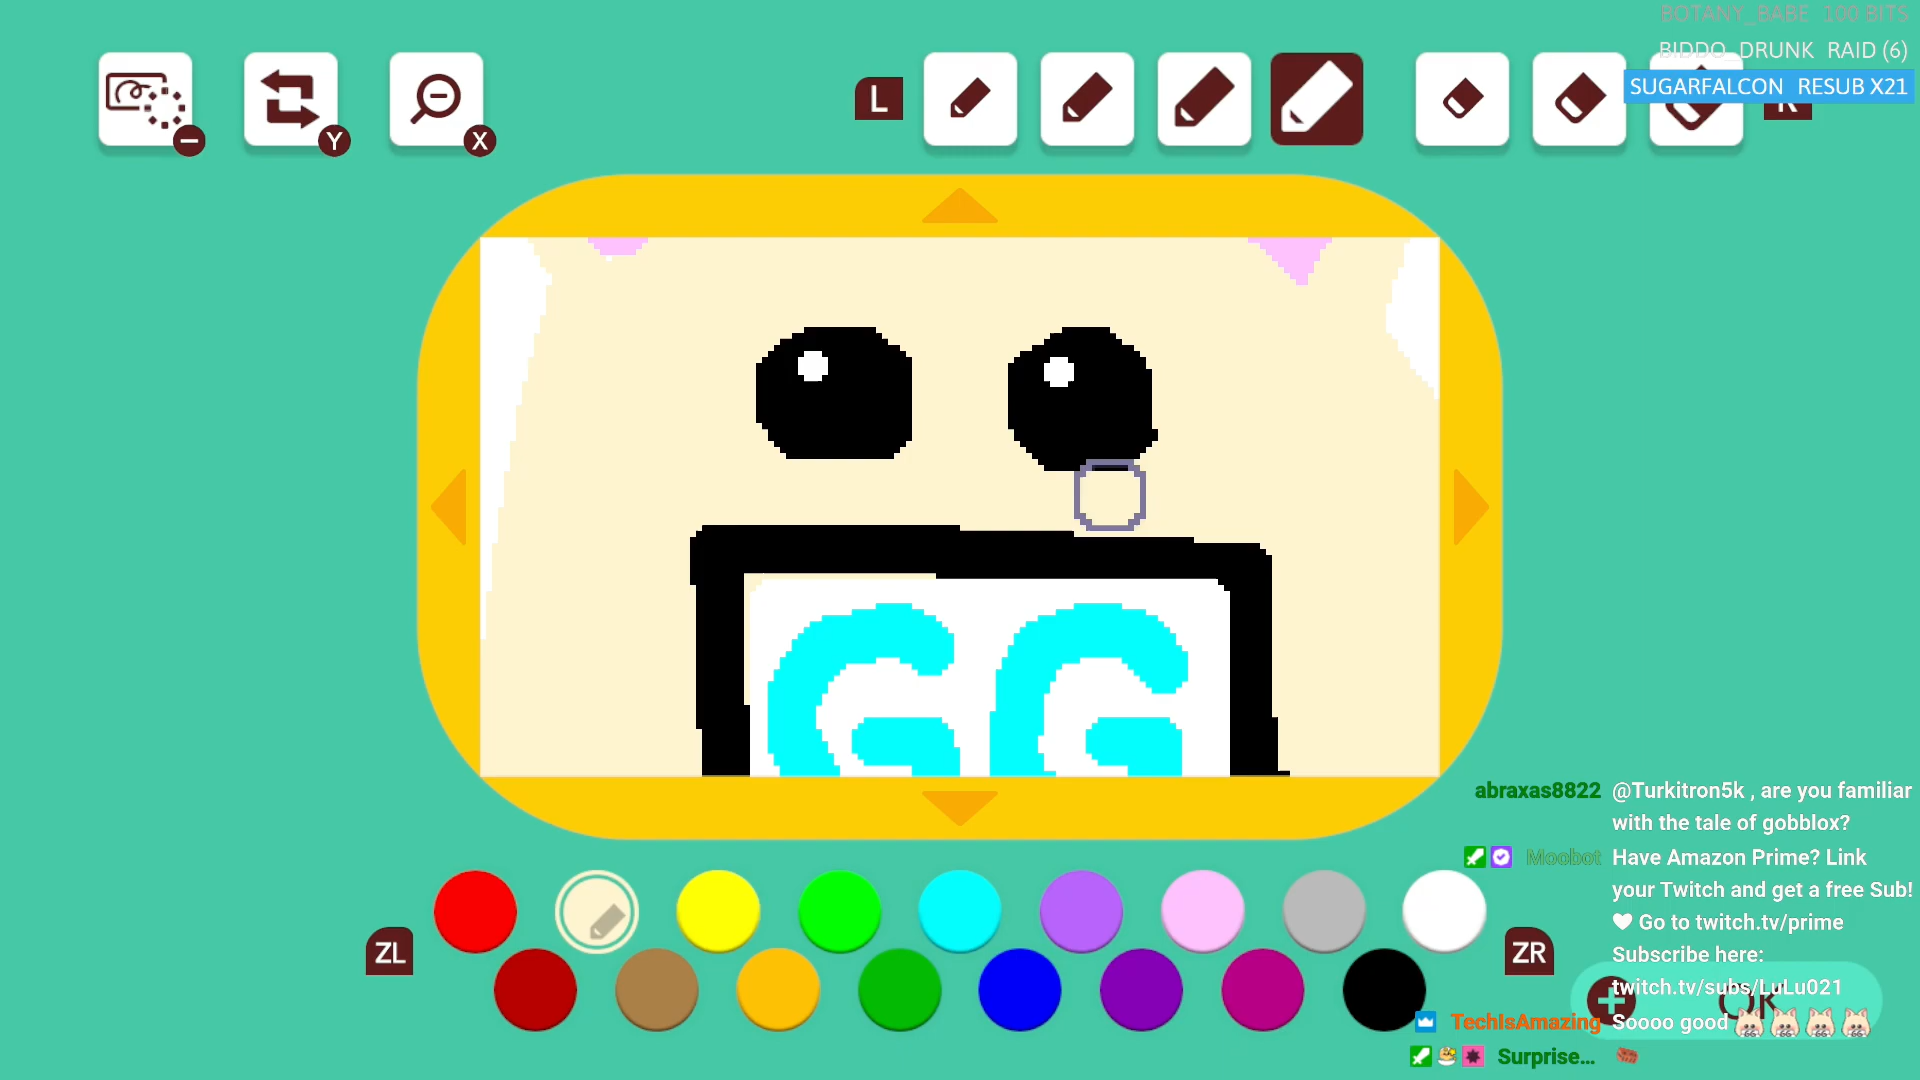 BOTANY_BABE 100 BITS
BIDDO_DRUNK RAID (6)
SUGARFALCON RESUB X21
L
R
Y
X
GG
abraxas8822 @Turkitron5k , are you familiar
with the tale of gobblox?
Moobot Have Amazon Prime? Link
your Twitch and get a free Sub!
Go to twitch.tv/prime
Subscribe here:
twitch.tv/subs/LuLu021
ZL
ZR
OK
TechIsAmazing Soooo good
Surprise...